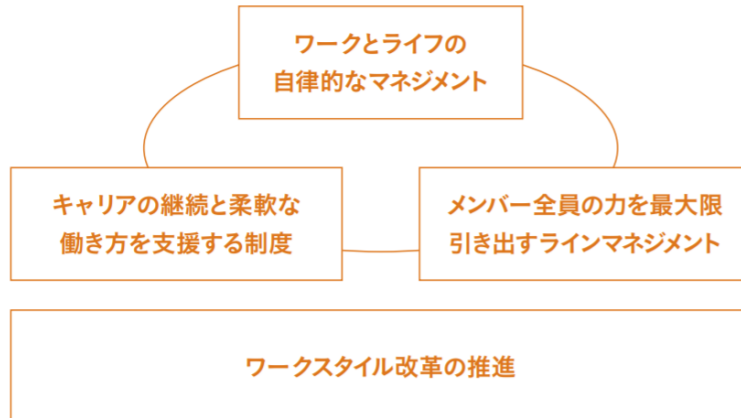 ワークとライフの
自律的なマネジメント
キャリアの継続と柔軟な
働き方を支援する制度
メンバー全員の力を最大限
引き出すラインマネジメント
ワークスタイル改革の推進